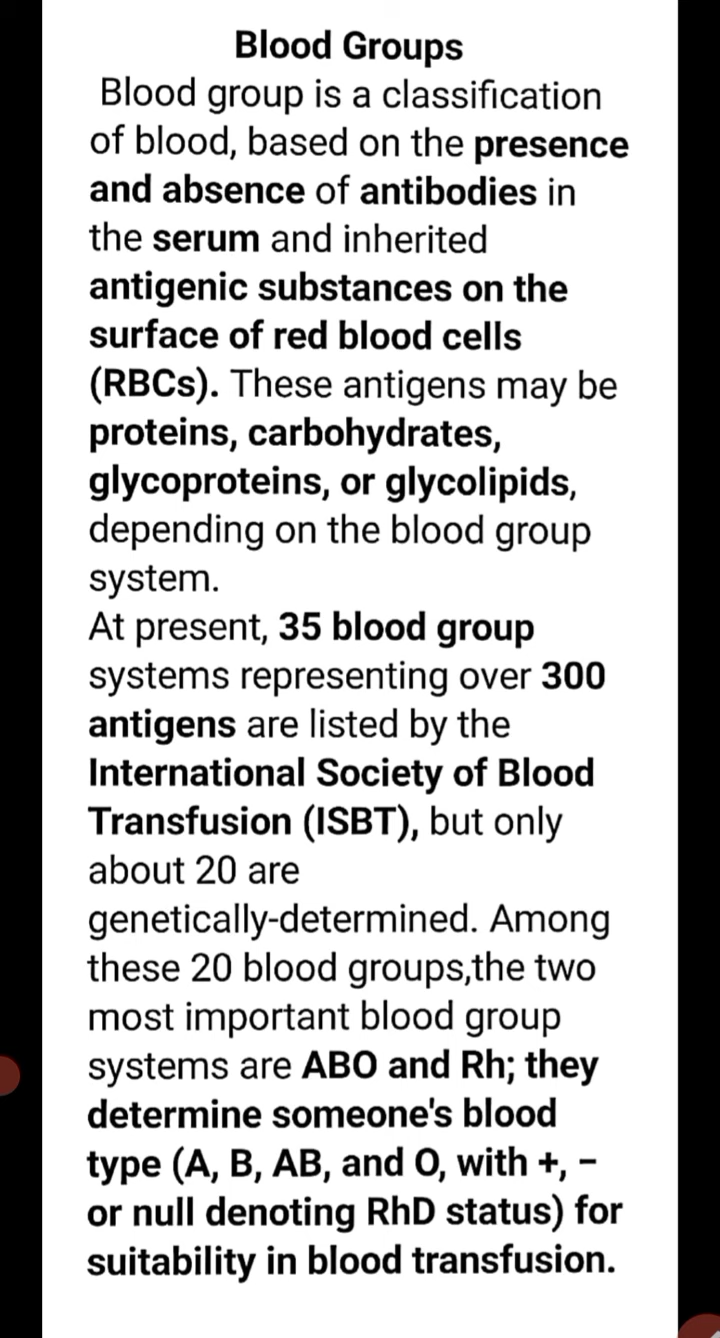 Blood Groups
Blood group is a classification
of blood, based on the presence
and absence of antibodies in
the serum and inherited
antigenic substances on the
surface of red blood cells
(RBCs). These antigens may be
proteins, carbohydrates,
glycoproteins, or glycolipids,
depending on the blood group
system.
At present, 35 blood group
systems representing over 300
antigens are listed by the
International Society of Blood
Transfusion (ISBT), but only
about 20 are
genetically-determined. Among
these 20 blood groups,the two
most important blood group
systems are ABO and Rh; they
determine someone's blood
type (A, B, AB, and O, with +, −
or null denoting RhD status) for
suitability in blood transfusion.